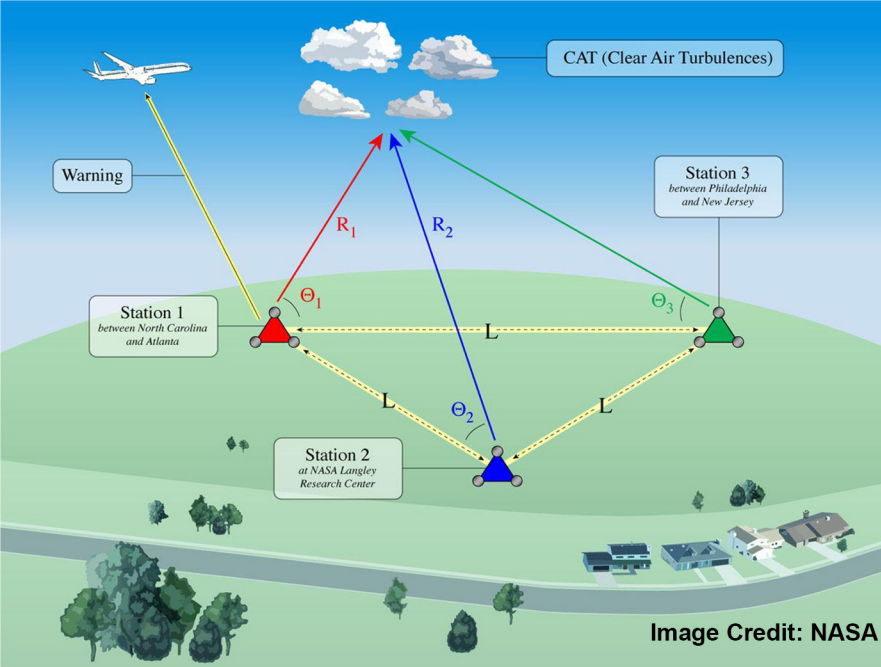 CAT (Clear Air Turbulences)
Warning
Station 3
between Philadelphia
and New Jersey
R1
R2
Θ1
Θ3
Station 1
between North Carolina
and Atlanta
L
L
L
Θ2
Station 2
at NASA Langley
Research Center
Image Credit: NASA